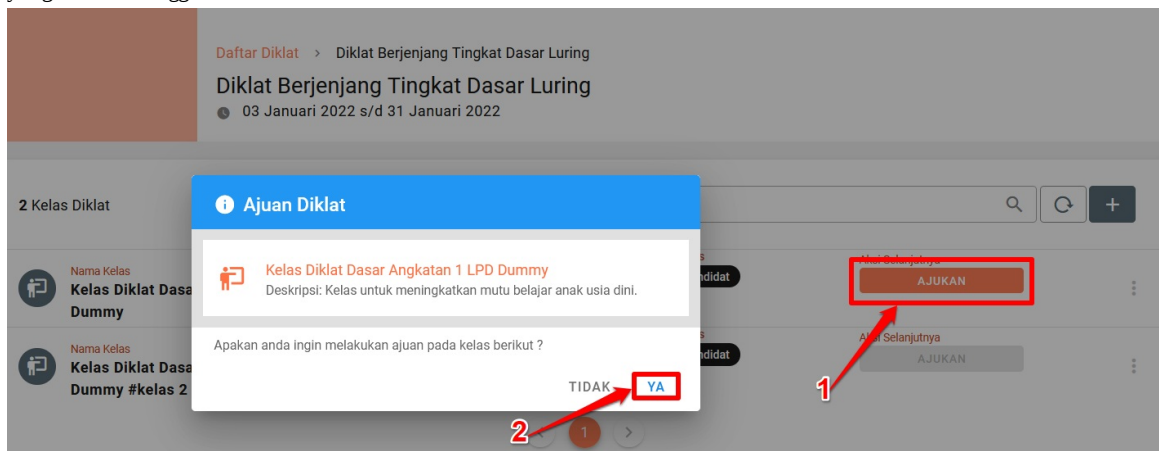 Daftar Diklat > Diklat Berjenjang Tingkat Dasar Luring
Diklat Berjenjang Tingkat Dasar Luring
03 Januari 2022 s/d 31 Januari 2022
2 Kelas Diklat
Ajuan Diklat
Kelas Diklat Dasar Angkatan 1 LPD Dummy
Deskripsi: Kelas untuk meningkatkan mutu belajar anak usia dini.
Apakan anda ingin melakukan ajuan pada kelas berikut ?
TIDAK YA
Nama Kelas
Kelas Diklat Dasa
Dummy
s
didat
Aksi Selanjutnya
AJUKAN
Nama Kelas
Kelas Diklat Dasa
Dummy #kelas 2
s
didat
Aksi Selanjutnya
AJUKAN
1
2
< 1 >